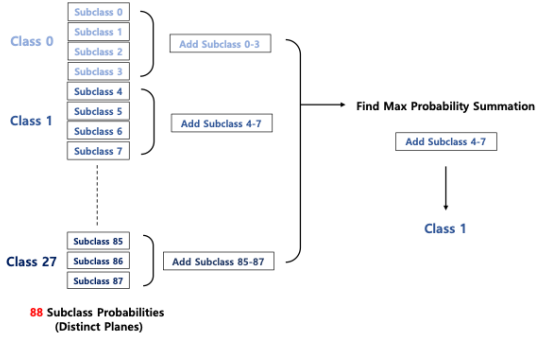 Class 0
Subclass 0
Subclass 1
Subclass 2
Subclass 3
Add Subclass 0-3
Class 1
Subclass 4
Subclass 5
Subclass 6
Subclass 7
Add Subclass 4-7
Class 27
Subclass 85
Subclass 86
Subclass 87
Add Subclass 85-87
88 Subclass Probabilities
(Distinct Planes)
Find Max Probability Summation
Add Subclass 4-7
Class 1